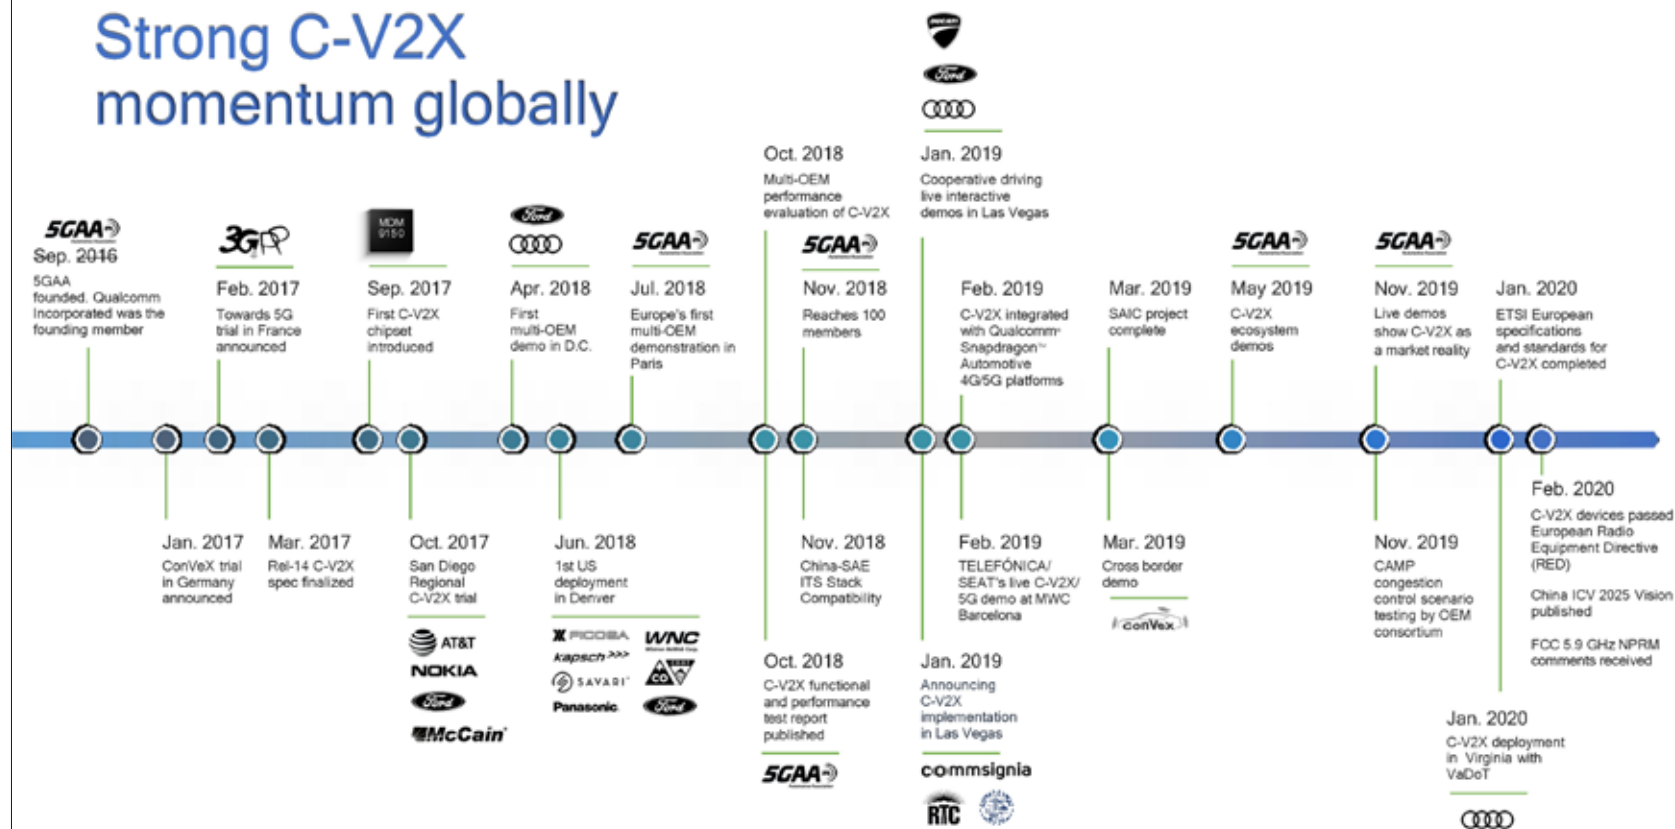 Strong C-V2X
momentum globally
5GAA
Sep. 2016
5GAA
founded. Qualcomm
Incorporated was the
founding member
3GPP
Feb. 2017
Towards 5G
trial in France
announced
MDM
9150
Sep. 2017
First C-V2X
chipset
introduced
Ford
Apr. 2018
First
multi-OEM
demo in D.C.
5GAA
Jul. 2018
Europe's first
multi-OEM
demonstration in
Paris
Oct. 2018
Multi-OEM
performance
evaluation of C-V2X
5GAA
Nov. 2018
Reaches 100
members
DUCATI
Ford
Jan. 2019
Cooperative driving
live interactive
demos in Las Vegas
Feb. 2019
C-V2X integrated
with Qualcomm
Snapdragon™
Automotive
4G/5G platforms
Mar. 2019
SAIC project
complete
5GAA
May 2019
C-V2X
ecosystem
demos
5GAA
Nov. 2019
Live demos
show C-V2X as
a market reality
Jan. 2020
ETSI European
specifications
and standards for
C-V2X completed
Jan. 2017
ConVeX trial
in Germany
announced
Mar. 2017
Rel-14 C-V2X
spec finalized
Oct. 2017
San Diego
Regional
C-V2X trial
AT&T
NOKIA
Ford
McCain
Jun. 2018
1st US
deployment
in Denver
FICOSA
WNC
kapsch >>>
CO
SAVARI
Panasonic
Ford
Oct. 2018
C-V2X functional
and performance
test report
published
5GAA
Nov. 2018
China-SAE
ITS Stack
Compatibility
Jan. 2019
Announcing
C-V2X
implementation
in Las Vegas
commsignia
RTC
Feb. 2019
TELEFÓNICA/
SEAT's live C-V2X/
5G demo at MWC
Barcelona
Mar. 2019
Cross border
demo
ConVeX
Nov. 2019
CAMP
congestion
control scenario
testing by OEM
consortium
Jan. 2020
C-V2X deployment
in Virginia with
VaDoT
Feb. 2020
C-V2X devices passed
European Radio
Equipment Directive
(RED)
China ICV 2025 Vision
published
FCC 5.9 GHz NPRM
comments received